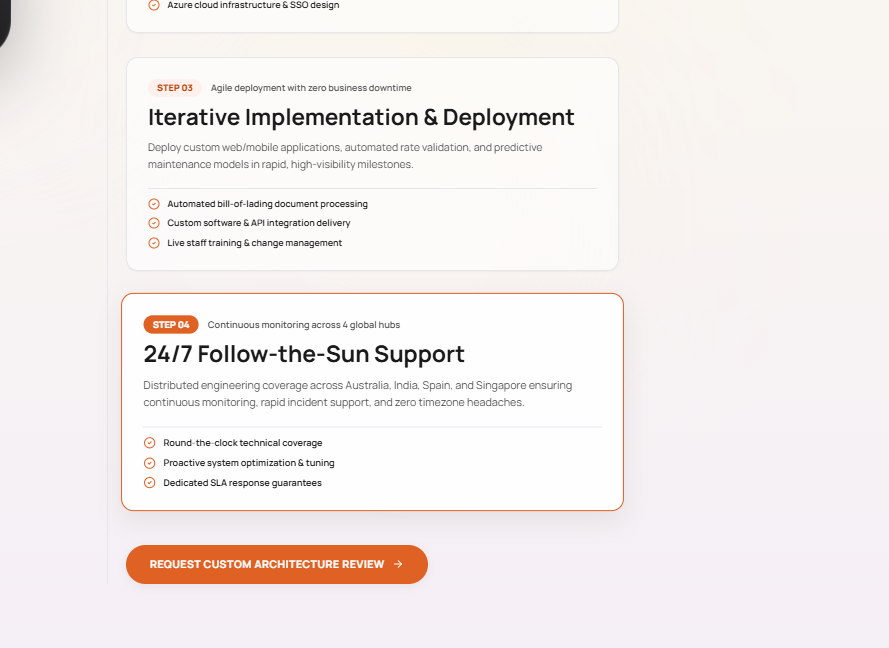 Azure cloud infrastructure & SSO design
STEP 03 Agile deployment with zero business downtime
Iterative Implementation & Deployment
Deploy custom web/mobile applications, automated rate validation, and predictive
maintenance models in rapid, high-visibility milestones.
Automated bill-of-lading document processing
Custom software & API integration delivery
Live staff training & change management
STEP 04 Continuous monitoring across 4 global hubs
24/7 Follow-the-Sun Support
Distributed engineering coverage across Australia, India, Spain, and Singapore ensuring
continuous monitoring, rapid incident support, and zero timezone headaches.
Round-the-clock technical coverage
Proactive system optimization & tuning
Dedicated SLA response guarantees
REQUEST CUSTOM ARCHITECTURE REVIEW →